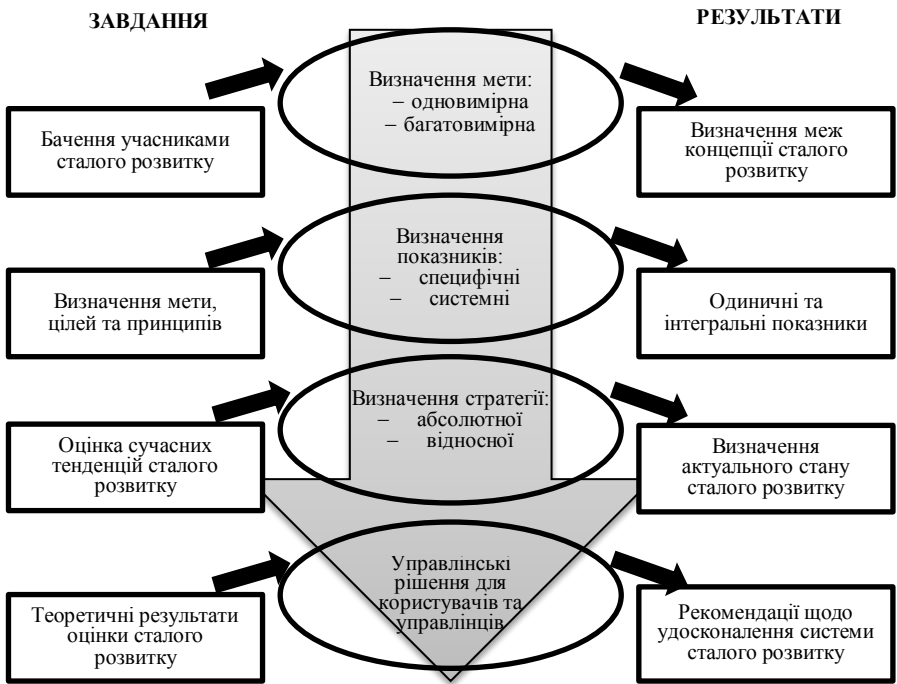 ЗАВДАННЯ
РЕЗУЛЬТАТИ
Бачення учасниками
сталого розвитку
Визначення мети:
– одновимірна
– багатовимірна
Визначення меж
концепції сталого
розвитку
Визначення мети,
цілей та принципів
Визначення
показників:
– специфічні
– системні
Одиничні та
інтегральні показники
Оцінка сучасних
тенденцій сталого
розвитку
Визначення стратегії:
– абсолютної
– відносної
Визначення
актуального стану
сталого розвитку
Теоретичні результати
оцінки сталого
розвитку
Управлінські
рішення для
користувачів та
управлінців
Рекомендації щодо
удосконалення системи
сталого розвитку